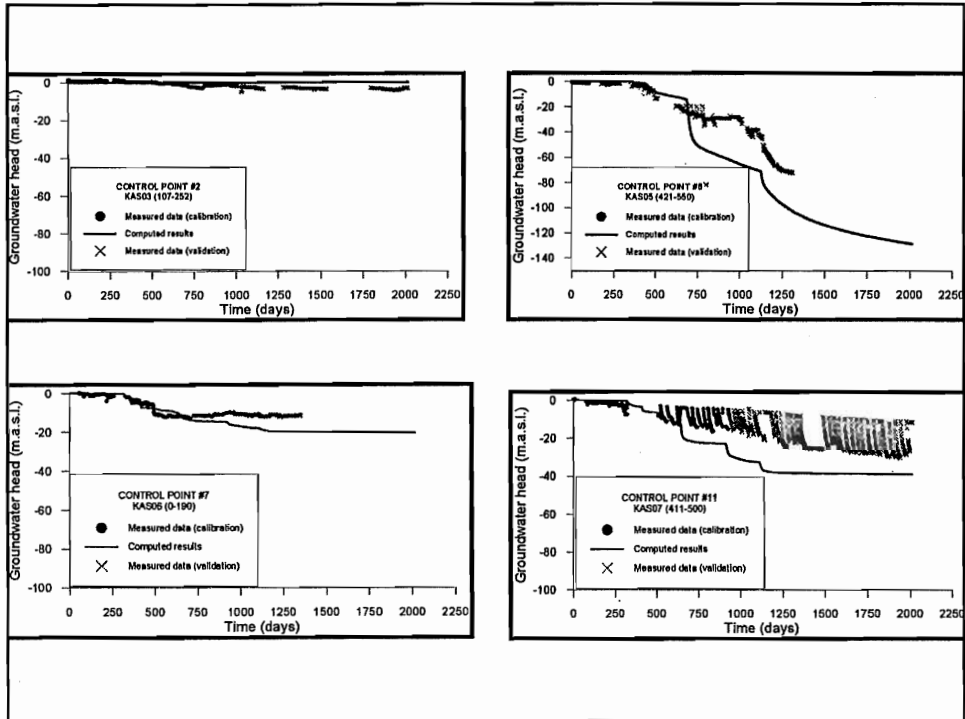 Groundwater head (m.a.s.l.)
0
-20
-40
-60
-80
-100
CONTROL POINT #2
KAS03 (107-252)
Measured data (calibration)
Computed results
Measured data (validation)
0 250 500 750 1000 1250 1500 1750 2000 2250
Time (days)
Groundwater head (m.a.s.l.)
0
-20
-40
-60
-80
-100
-120
-140
KAS05 (421-550)
Measured data (calibration)
Computed results
Measured data (validation)
0 250 500 750 1000 1250 1500 1750 2000 2250
Time (days)
Groundwater head (m.a.s.l.)
0
-20
-40
-60
-80
-100
CONTROL POINT #7
KAS06 (0-190)
Measured data (calibration)
Computed results
Measured data (validation)
0 250 500 750 1000 1250 1500 1750 2000 2250
Time (days)
Groundwater head (m.a.s.l.)
0
-20
-40
-60
-80
-100
CONTROL POINT #11
KAS07 (411-500)
Measured data (calibration)
Computed results
Measured data (validation)
0 250 500 750 1000 1250 1500 1750 2000 2250
Time (days)